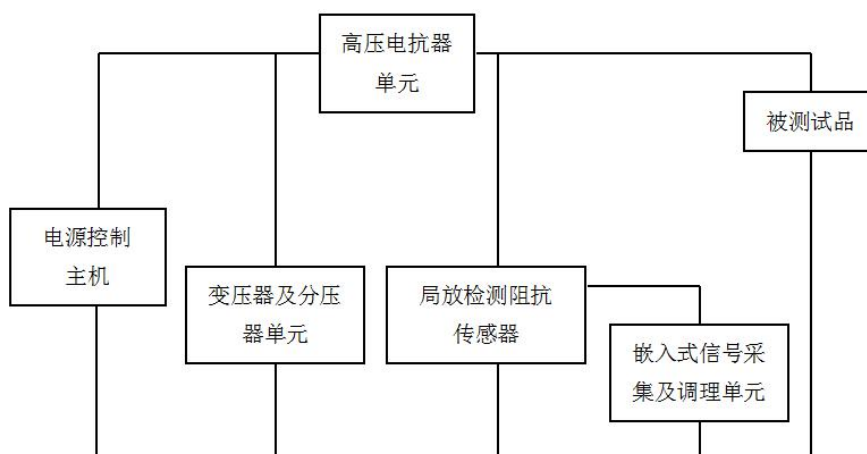 高压电抗器
单元
被测试品
电源控制
主机
变压器及分压
器单元
局放检测阻抗
传感器
嵌入式信号采
集及调理单元